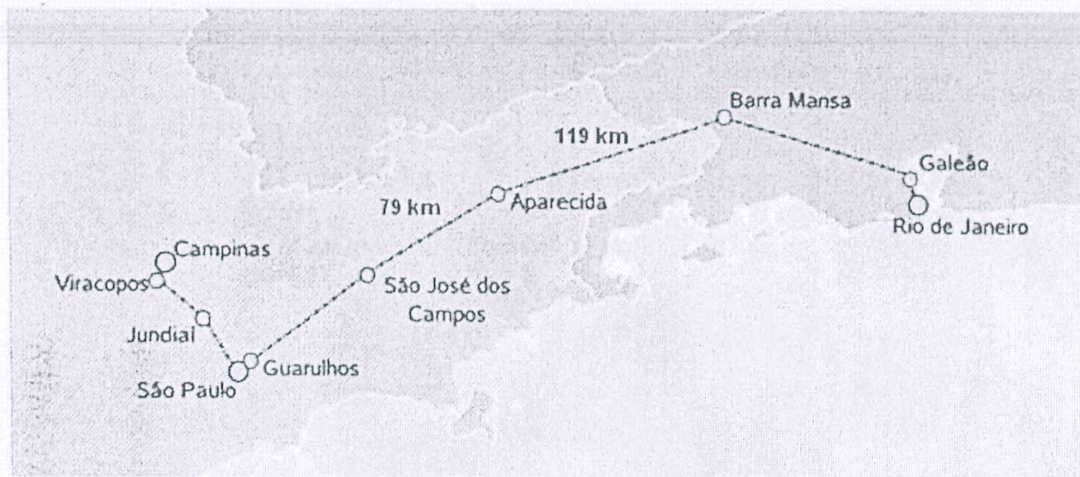 Barra Mansa
119 km
Galeão
79 km
Aparecida
Rio de Janeiro
Campinas
Viracopos
São José dos
Campos
Jundiaí
Guarulhos
São Paulo